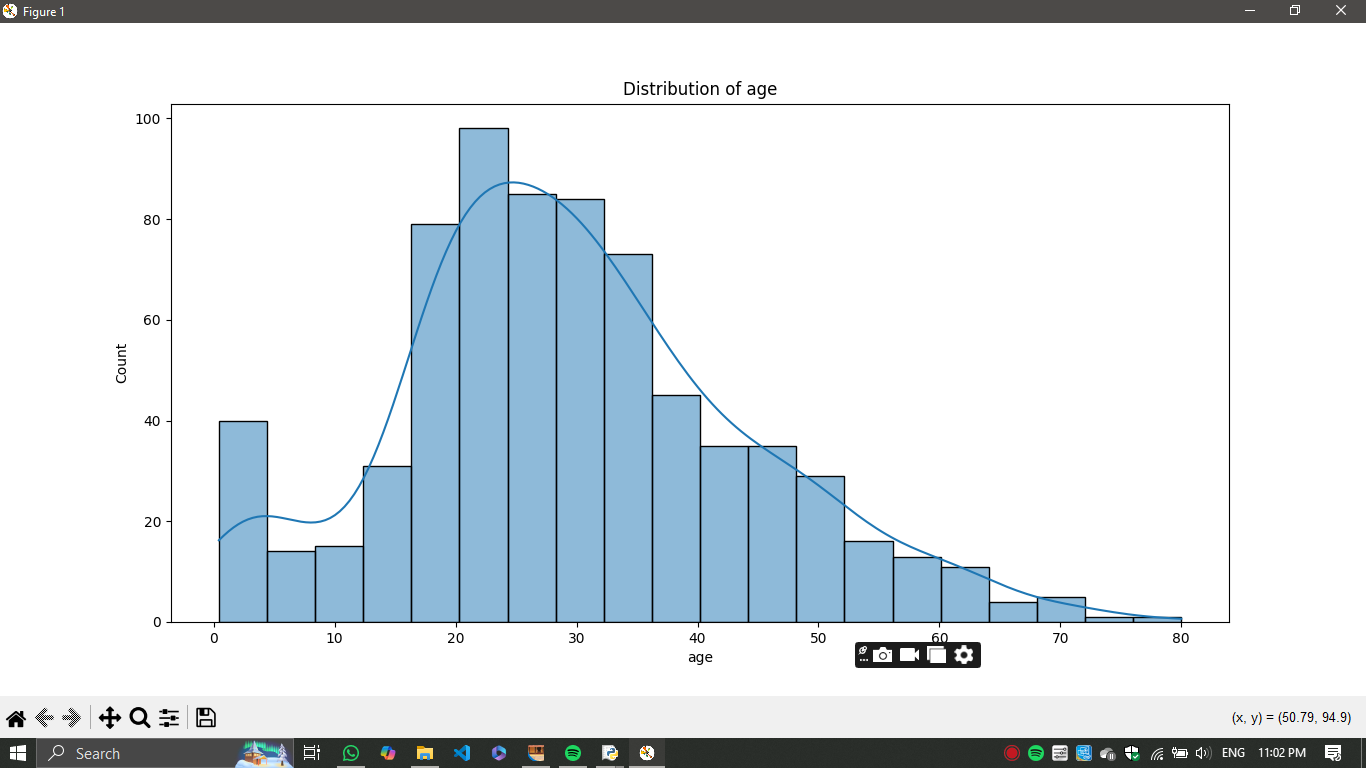 Figure 1
Distribution of age
100
80
60
40
20
0
Count
0 10 20 30 40 50 60 70 80
age
(x, y) = (50.79, 94.9)
Search
ENG 11:02 PM